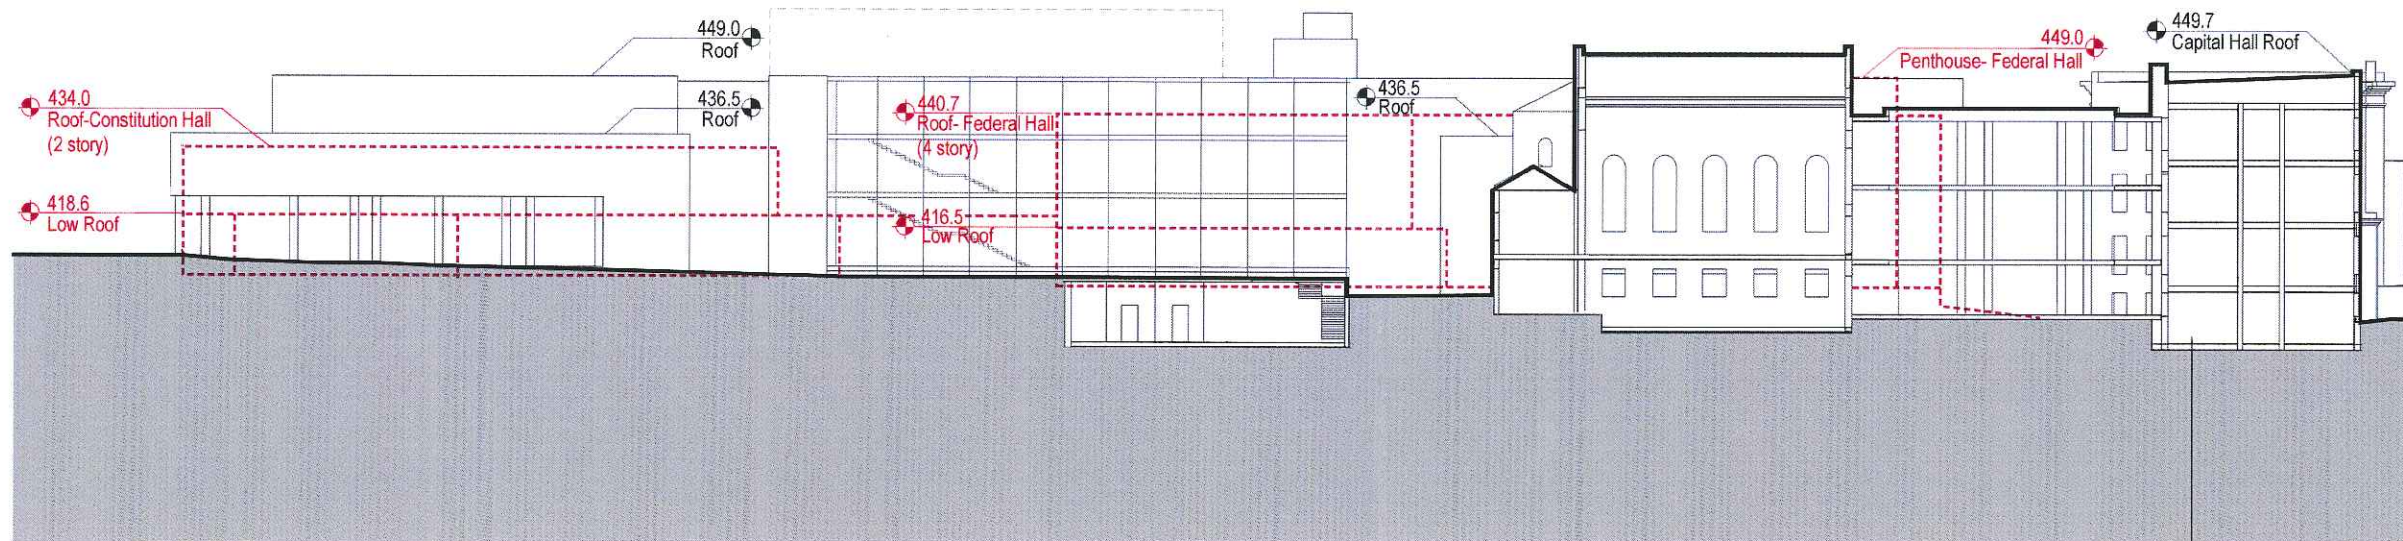 449.0
Roof
434.0
Roof-Constitution Hall
(2 story)
436.5
Roof
418.6
Low Roof
440.7
Roof- Federal Hall
(4 story)
416.5
Low Roof
436.5
Roof
449.0
Penthouse- Federal Hall
449.7
Capital Hall Roof